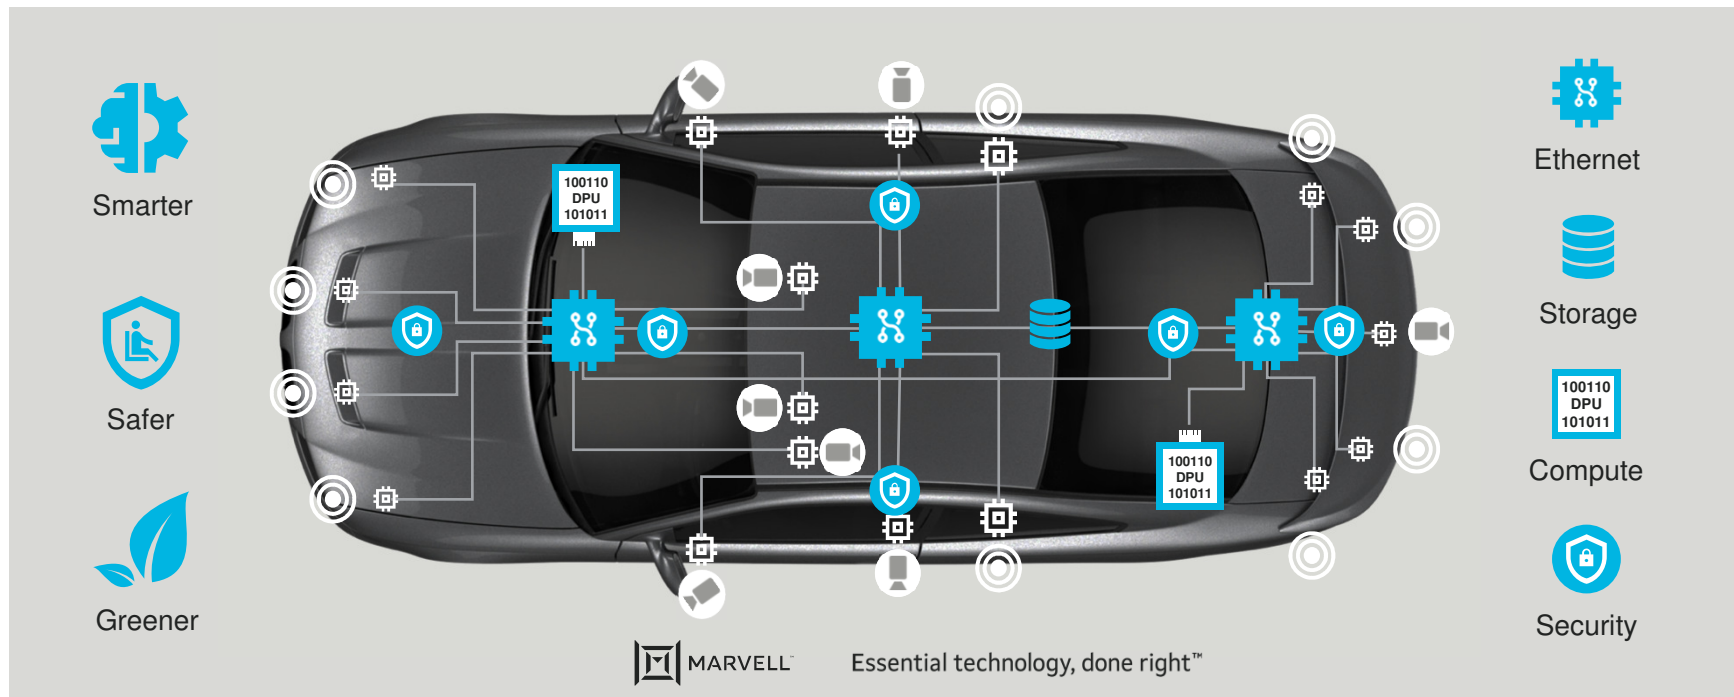 Smarter
Safer
Greener
100110
DPU
101011
100110
DPU
101011
Ethernet
Storage
100110
DPU
101011
Compute
Security
MARVELL™
Essential technology, done right™